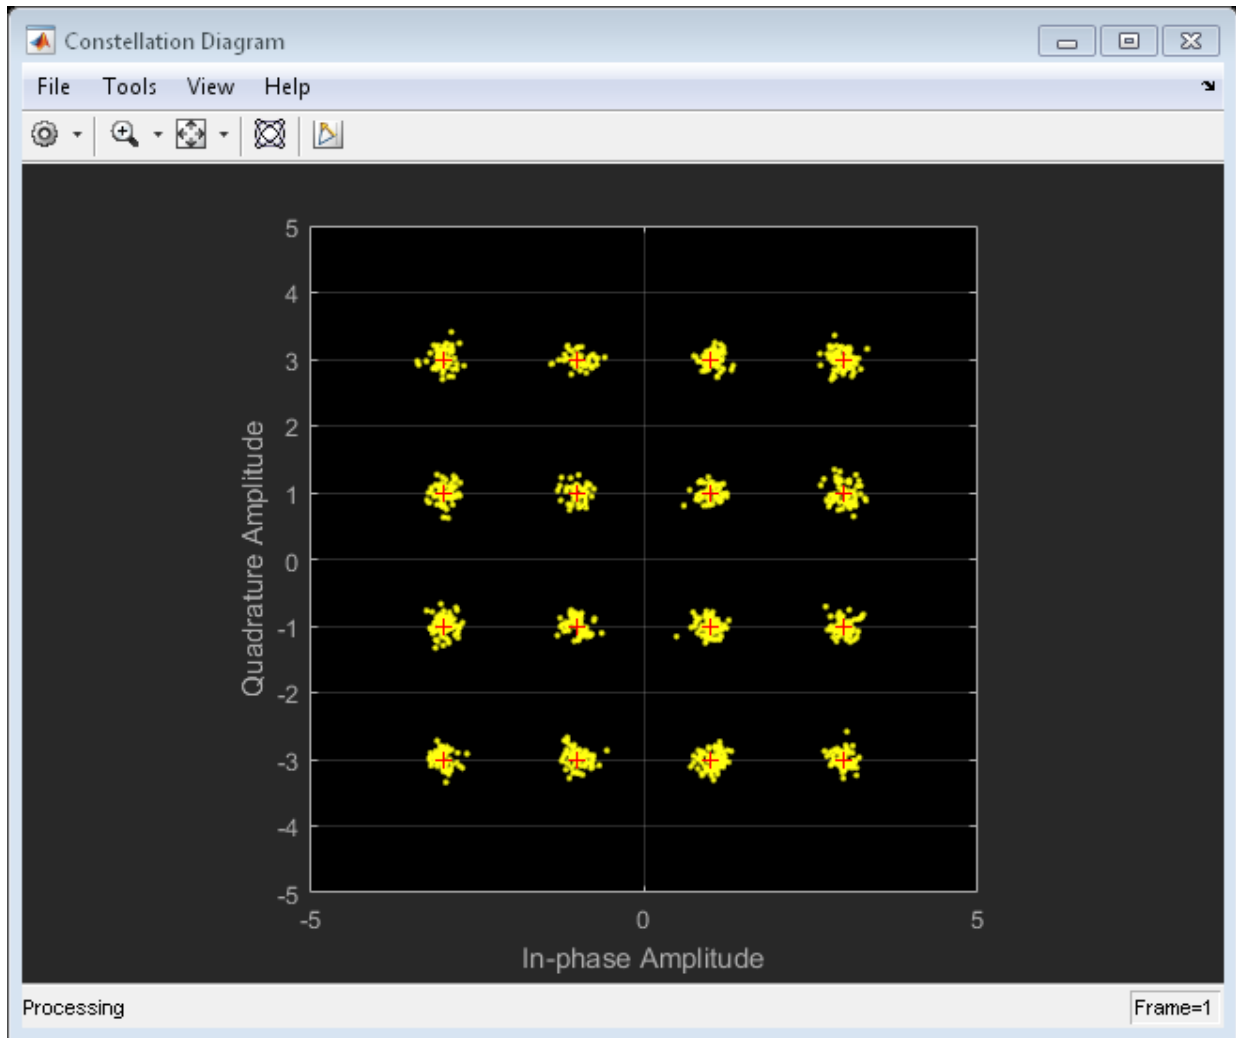 Constellation Diagram
File Tools View Help
5
4
3
2
1
0
-1
-2
-3
-4
-5
Quadrature Amplitude
-5 0 5
In-phase Amplitude
Processing Frame=1